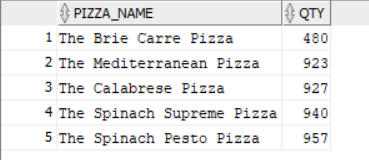 PIZZA_NAME QTY
1 The Brie Carre Pizza 480
2 The Mediterranean Pizza 923
3 The Calabrese Pizza 927
4 The Spinach Supreme Pizza 940
5 The Spinach Pesto Pizza 957